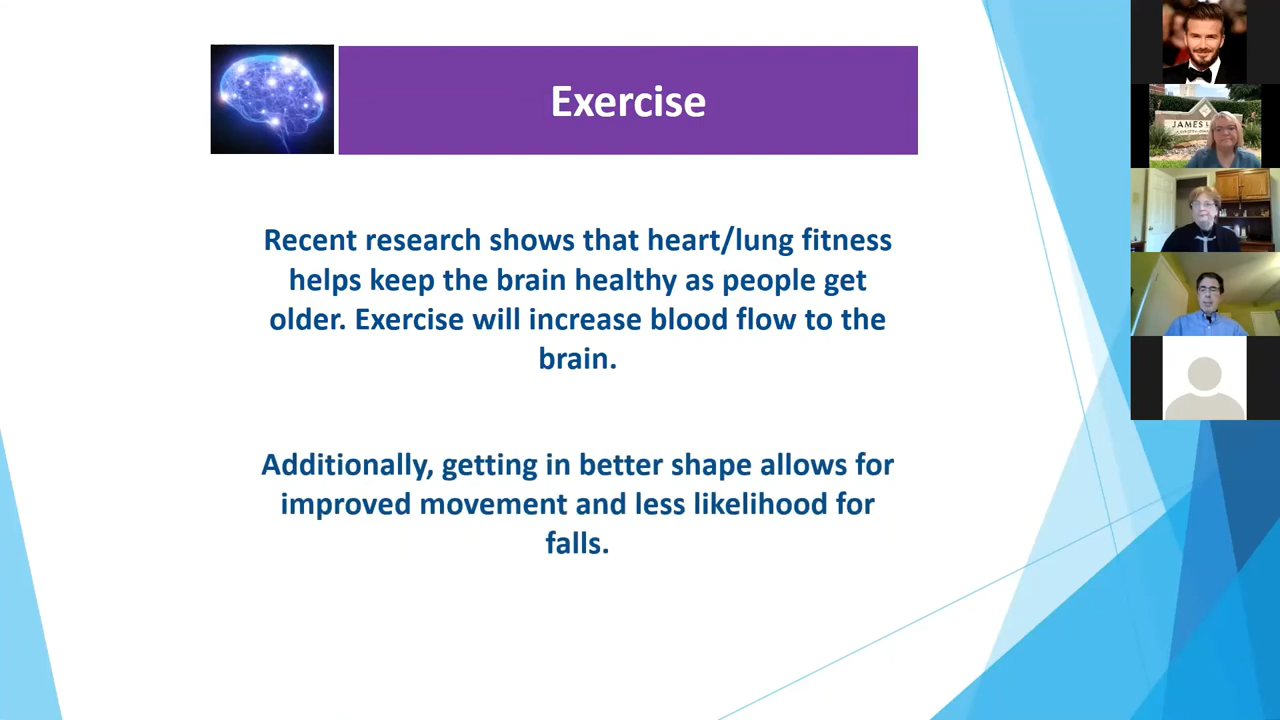 Exercise
Recent research shows that heart/lung fitness
helps keep the brain healthy as people get
older. Exercise will increase blood flow to the
brain.
Additionally, getting in better shape allows for
improved movement and less likelihood for
falls.
JAMES